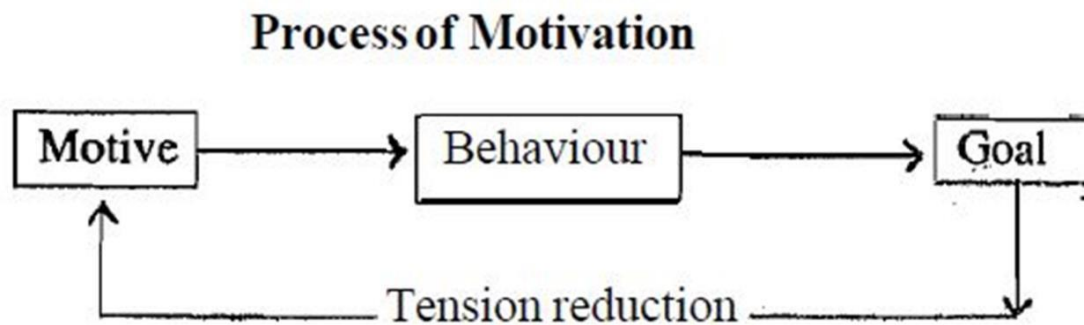 Process of Motivation
Motive
Behaviour
Goal
Tension reduction